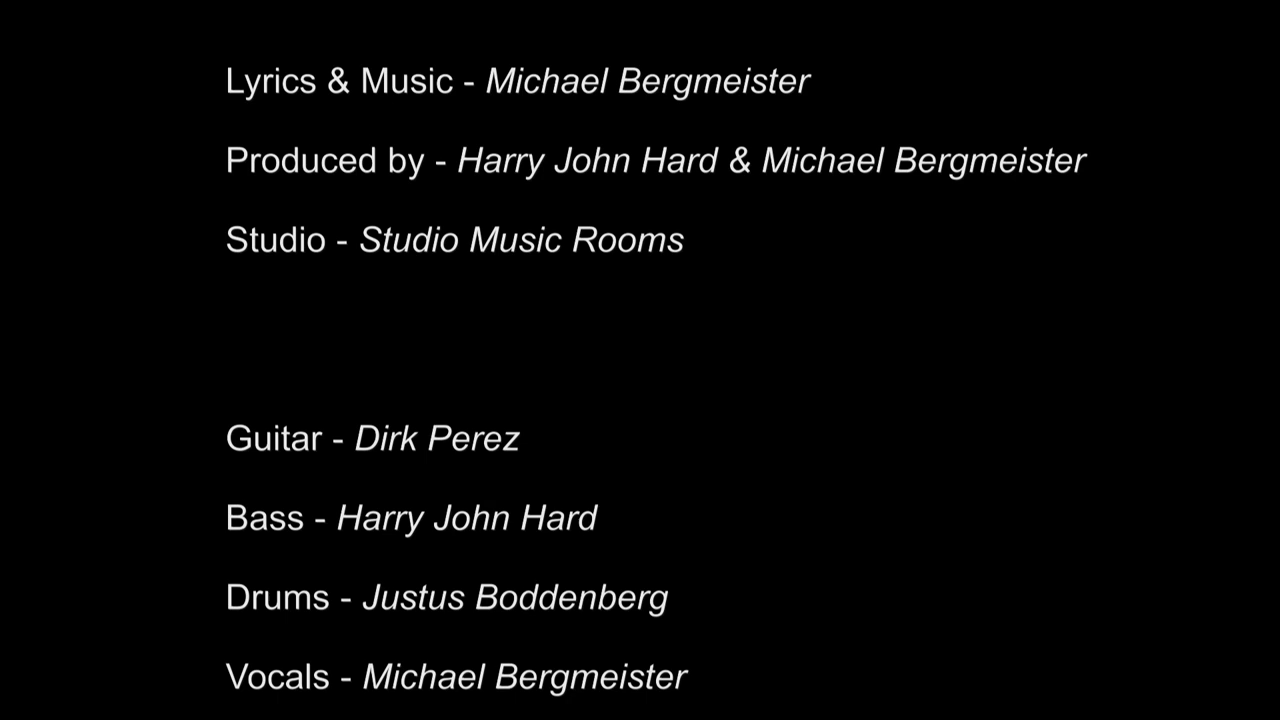 Lyrics & Music - Michael Bergmeister
Produced by - Harry John Hard & Michael Bergmeister
Studio - Studio Music Rooms
Guitar - Dirk Perez
Bass - Harry John Hard
Drums - Justus Boddenberg
Vocals - Michael Bergmeister